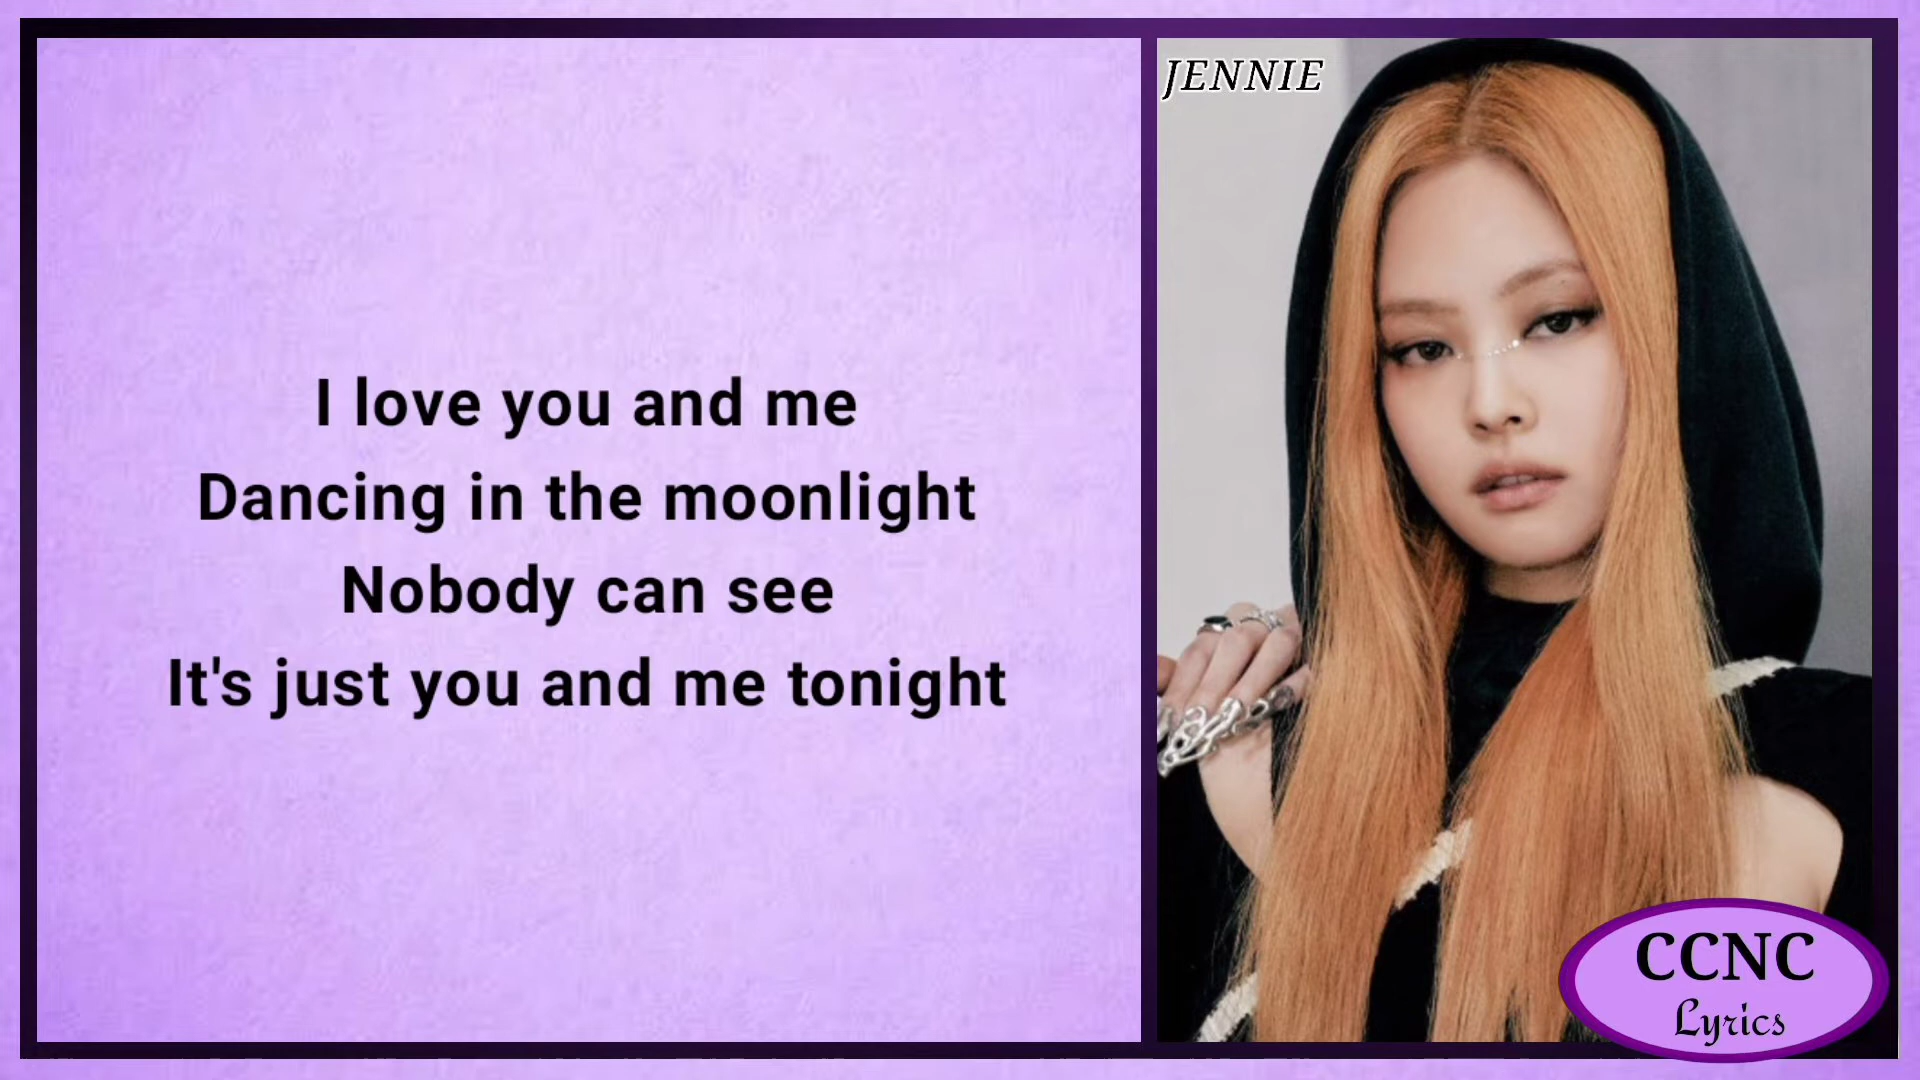 I love you and me
Dancing in the moonlight
Nobody can see
It's just you and me tonight
JENNIE
CCNC
Lyrics